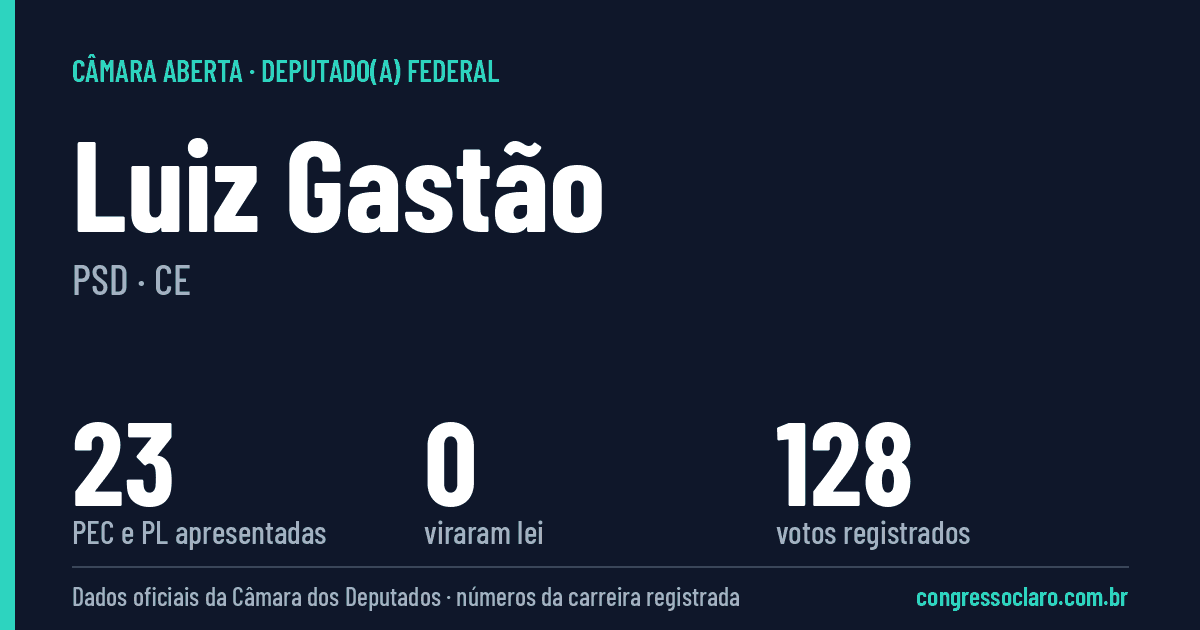 CÂMARA ABERTA · DEPUTADO(A) FEDERAL
Luiz Gastão
PSD · CE
23 0 128
PEC e PL apresentadas viraram lei votos registrados
Dados oficiais da Câmara dos Deputados · números da carreira registrada congressoclaro.com.br